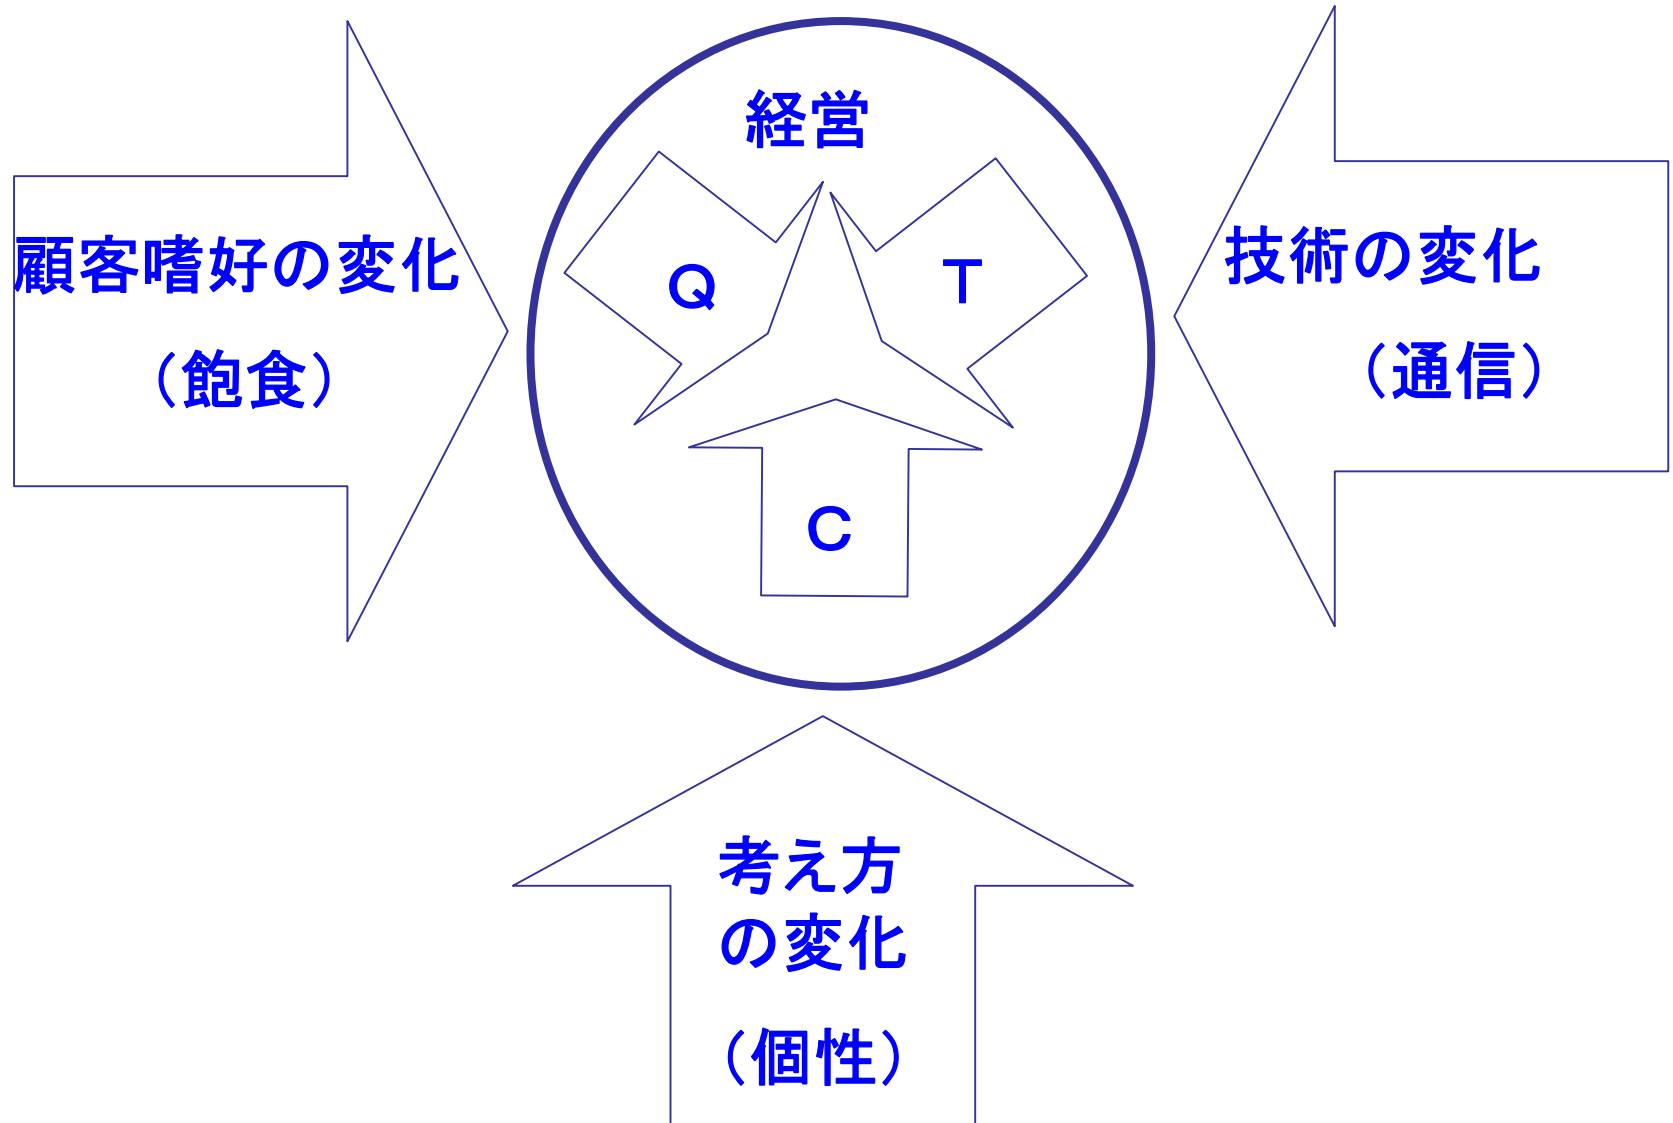 経営
顧客嗜好の変化
（飽食）
Q
T
技術の変化
（通信）
C
考え方
の変化
（個性）